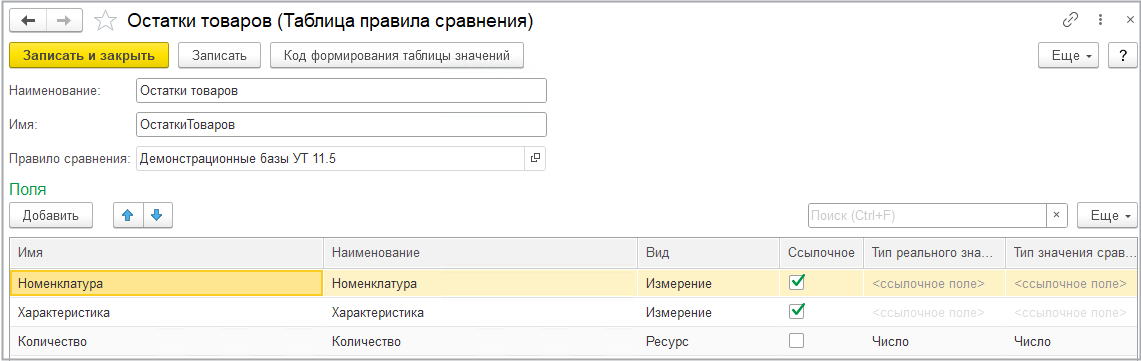 Остатки товаров (Таблица правила сравнения)
Записать и закрыть Записать Код формирования таблицы значений Еще ?
Наименование: Остатки товаров
Имя: ОстаткиТоваров
Правило сравнения: Демонстрационные базы УТ 11.5
Поля
Добавить Поиск (Ctrl+F) × Еще
Имя Наименование Вид Ссылочное Тип реального зна... Тип значения срав...
Номенклатура Номенклатура Измерение <ссылочное поле> <ссылочное поле>
Характеристика Характеристика Измерение <ссылочное поле> <ссылочное поле>
Количество Количество Ресурс Число Число